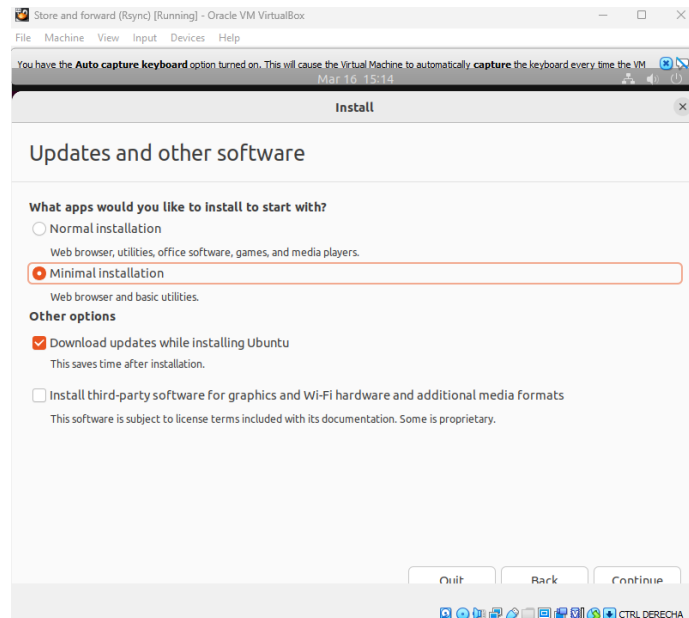 Store and forward (Rsync) [Running] - Oracle VM VirtualBox
File Machine View Input Devices Help
You have the Auto capture keyboard option turned on. This will cause the Virtual Machine to automatically capture the keyboard every time the VM
Mar 16 15:14
Install
Updates and other software
What apps would you like to install to start with?
Normal installation
Web browser, utilities, office software, games, and media players.
Minimal installation
Web browser and basic utilities.
Other options
Download updates while installing Ubuntu
This saves time after installation.
Install third-party software for graphics and Wi-Fi hardware and additional media formats
This software is subject to license terms included with its documentation. Some is proprietary.
Quit Back Continue
CTRL DERECHA